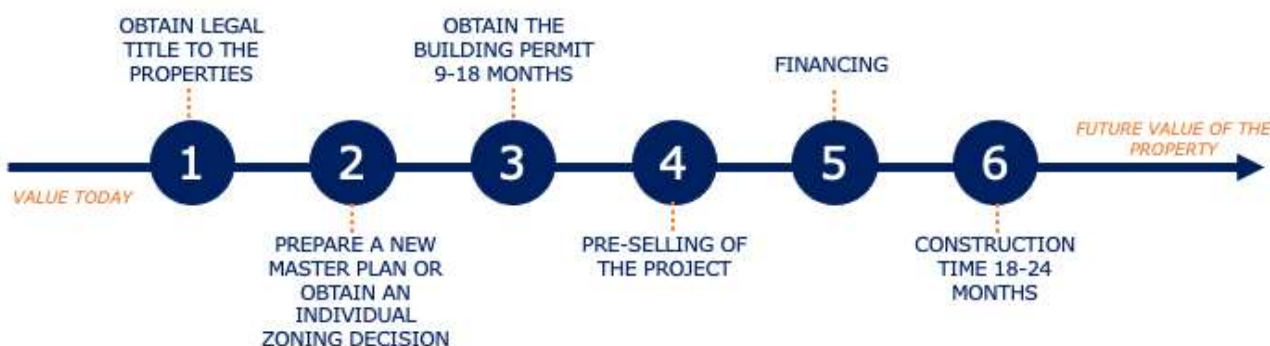 OBTAIN LEGAL
TITLE TO THE
PROPERTIES
OBTAIN THE
BUILDING PERMIT
9-18 MONTHS
FINANCING
1
2
3
4
5
6
FUTURE VALUE OF THE
PROPERTY
VALUE TODAY
PREPARE A NEW
MASTER PLAN OR
OBTAIN AN
INDIVIDUAL
ZONING DECISION
PRE-SELLING OF
THE PROJECT
CONSTRUCTION
TIME 18-24
MONTHS